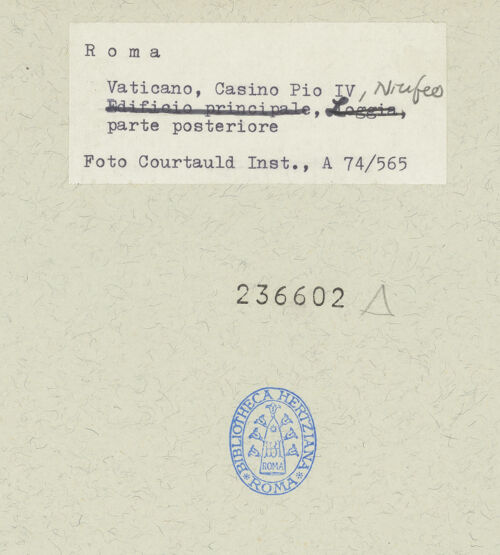 R o m a
Vaticano, Casino Pio IV, Ninfeo
Edificio principale, Loggia,
parte posteriore
Foto Courtauld Inst., A 74/565
236602 Δ
BIBLIOTHECA HERTZIANA
ROMA
* ROMA *